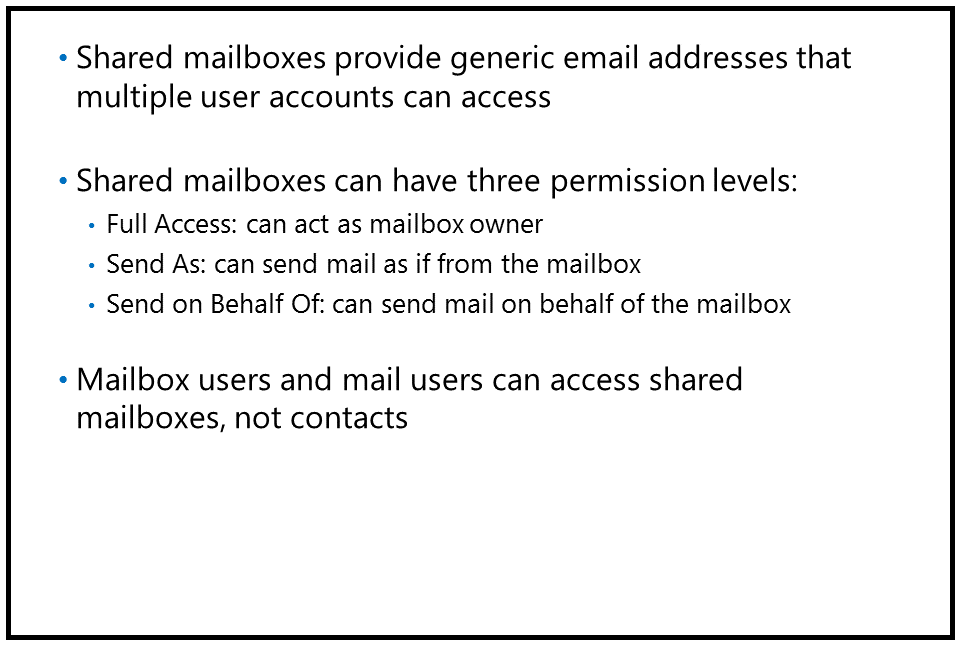 • Shared mailboxes provide generic email addresses that
multiple user accounts can access
• Shared mailboxes can have three permission levels:
• Full Access: can act as mailbox owner
• Send As: can send mail as if from the mailbox
• Send on Behalf Of: can send mail on behalf of the mailbox
• Mailbox users and mail users can access shared
mailboxes, not contacts